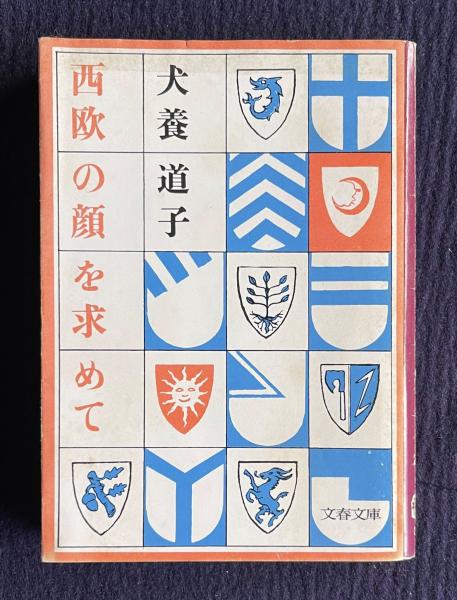 西欧の顔を求めて
犬養道子
文春文庫